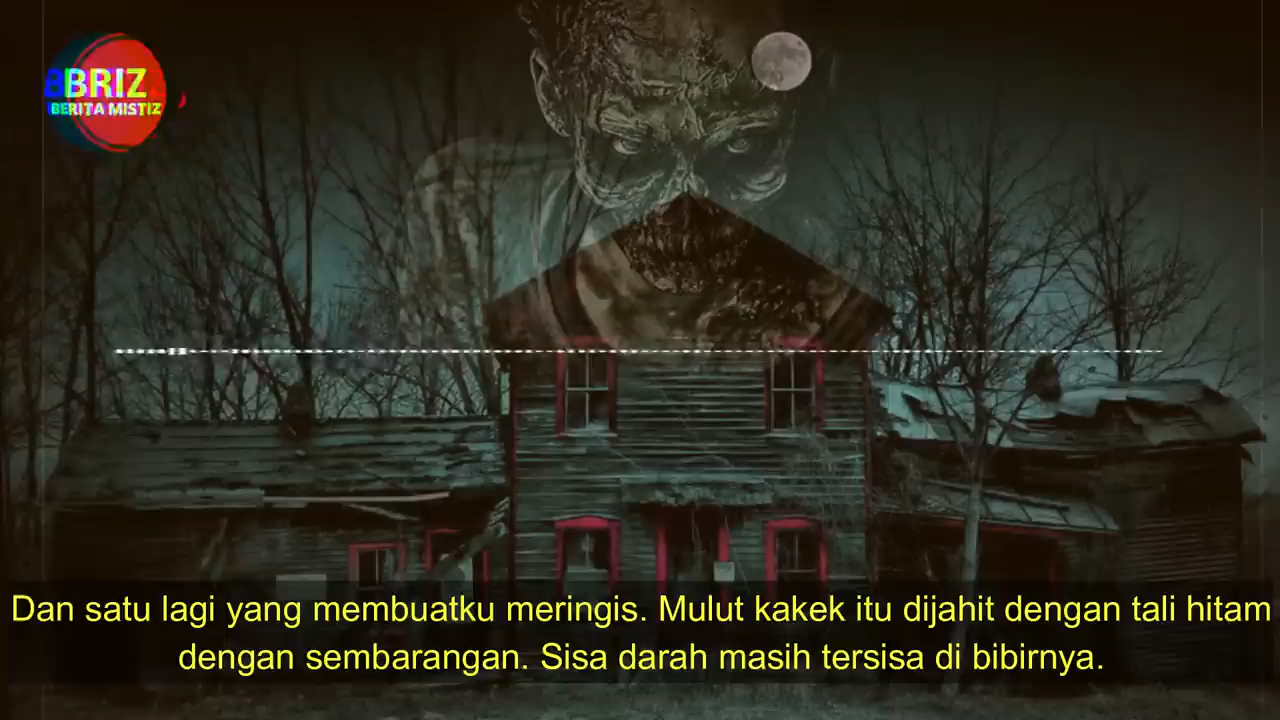 BRIZ
BERITA MISTIZ
Dan satu lagi yang membuatku meringis. Mulut kakek itu dijahit dengan tali hitam
dengan sembarangan. Sisa darah masih tersisa di bibirnya.